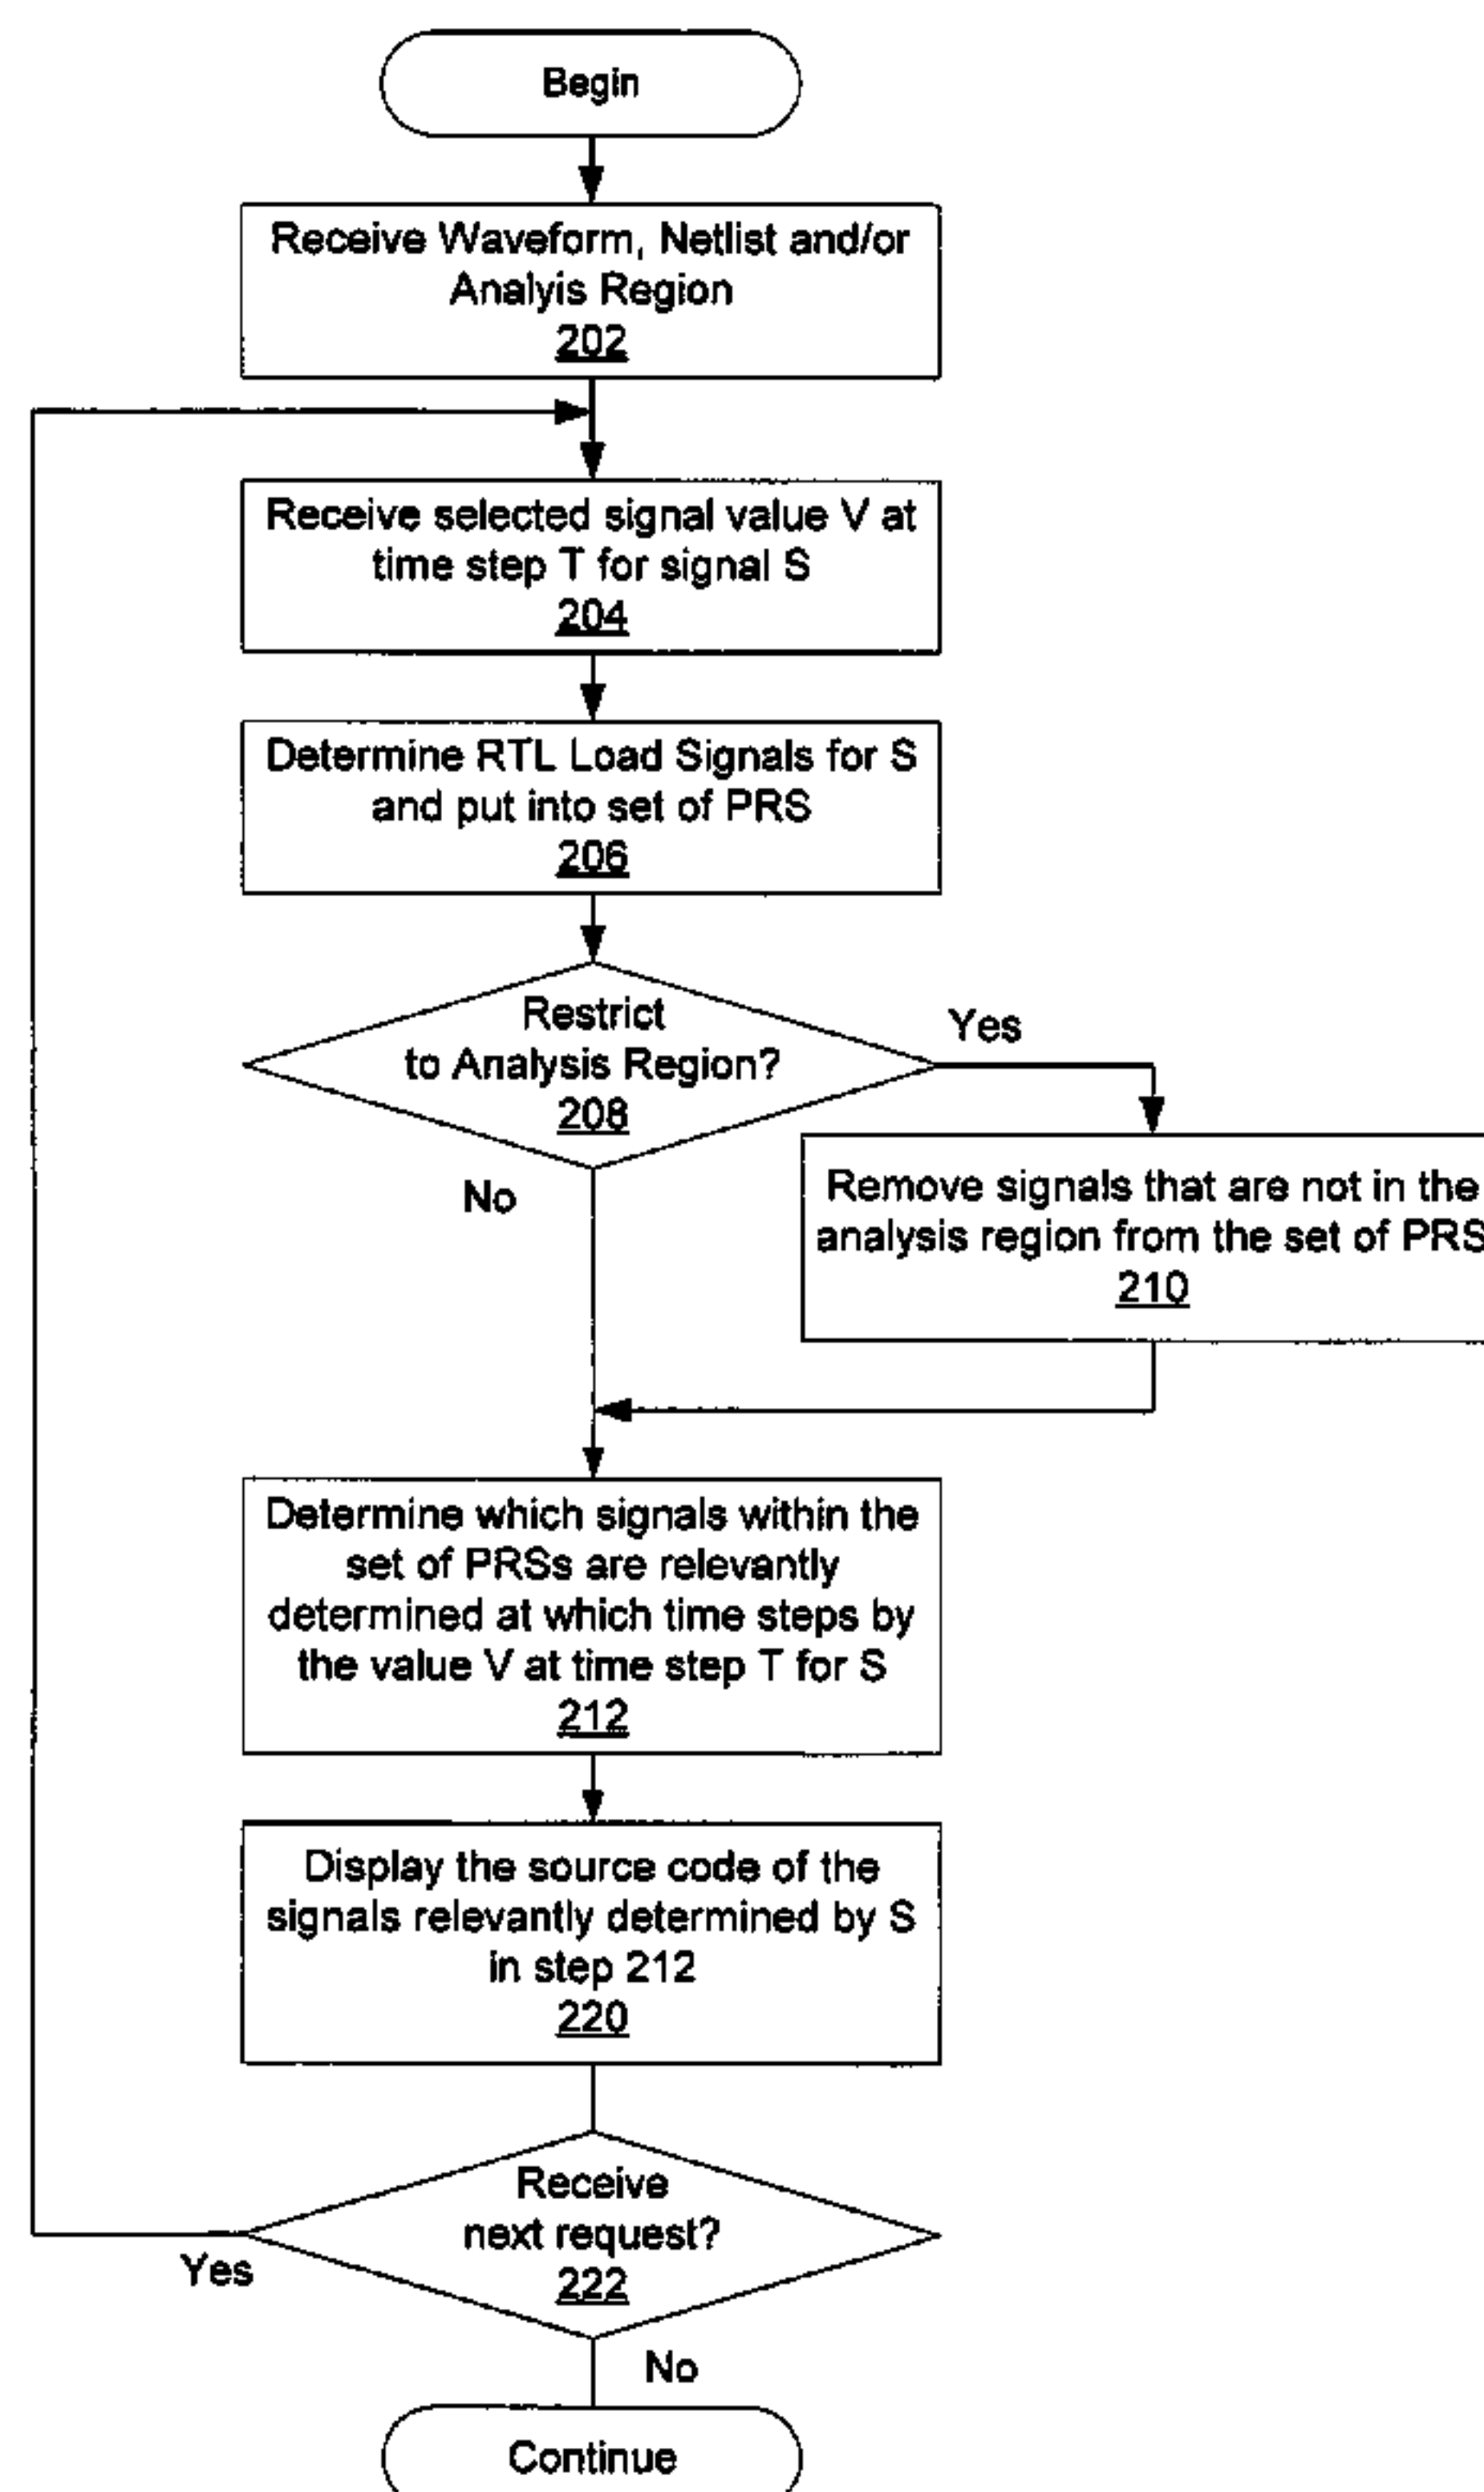 Begin
Receive Waveform, Netlist and/or
Analyis Region
202
Receive selected signal value V at
time step T for signal S
204
Determine RTL Load Signals for S
and put into set of PRS
206
Restrict
to Analysis Region?
208
Yes
No
Remove signals that are not in the
analysis region from the set of PRS
210
Determine which signals within the
set of PRSs are relevantly
determined at which time steps by
the value V at time step T for S
212
Display the source code of the
signals relevantly determined by S
in step 212
220
Receive
next request?
222
Yes
No
Continue